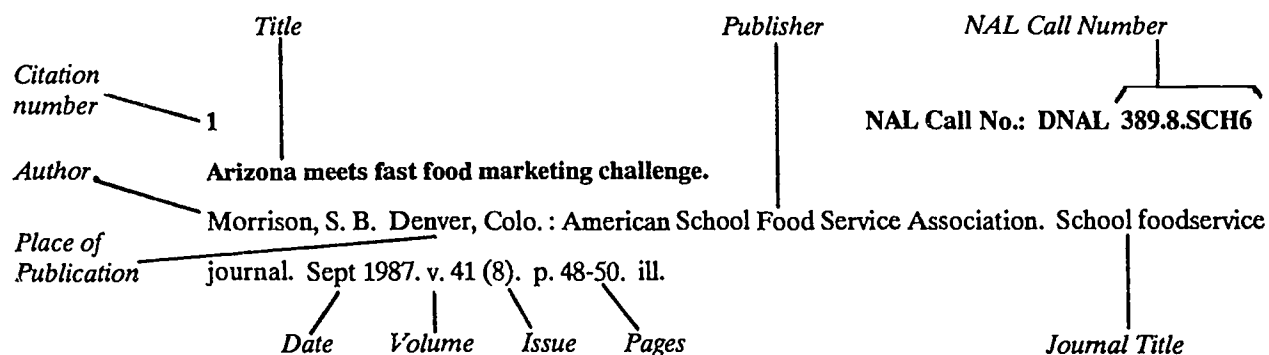 Title Publisher NAL Call Number
Citation
number
1 NAL Call No.: DNAL 389.8.SCH6
Arizona meets fast food marketing challenge.
Author
Morrison, S. B. Denver, Colo. : American School Food Service Association. School foodservice
Place of
Publication
journal. Sept 1987. v. 41 (8). p. 48-50. ill.
Date Volume Issue Pages Journal Title